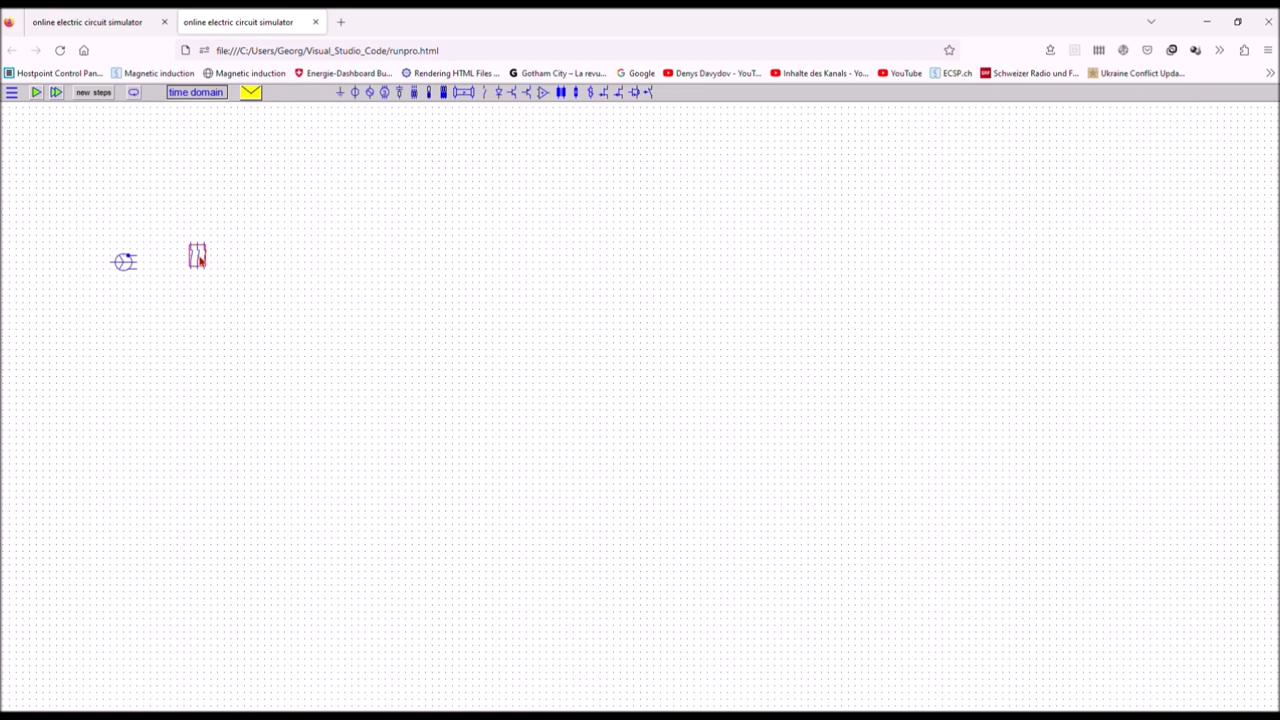 online electric circuit simulator
online electric circuit simulator
file:///C:/Users/Georg/Visual_Studio_Code/runpro.html
Hostpoint Control Pan... Magnetic induction Magnetic induction Energie-Dashboard Bu... Rendering HTML Files ... Gotham City – La revu... Google Denys Davydov - YouT... Inhalte des Kanals - Yo... YouTube ECSP.ch Schweizer Radio und F... Ukraine Conflict Upda...
new steps time domain